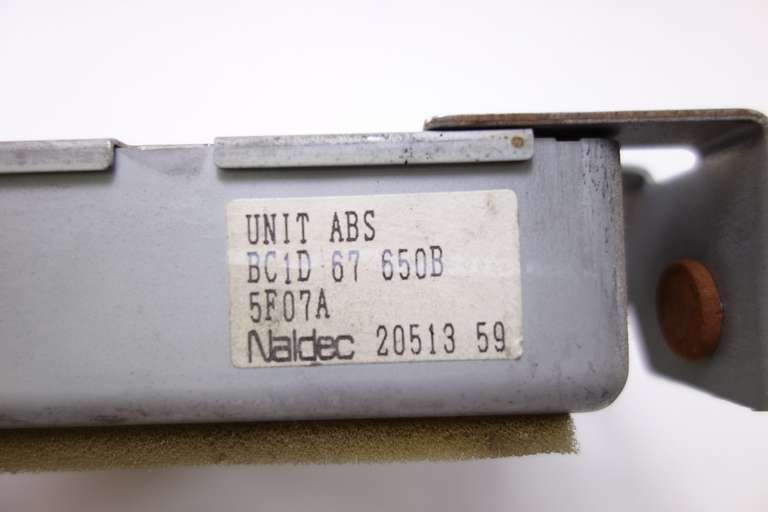 UNIT ABS
BC1D 67 650B
5F07A
Naldec 20513 59